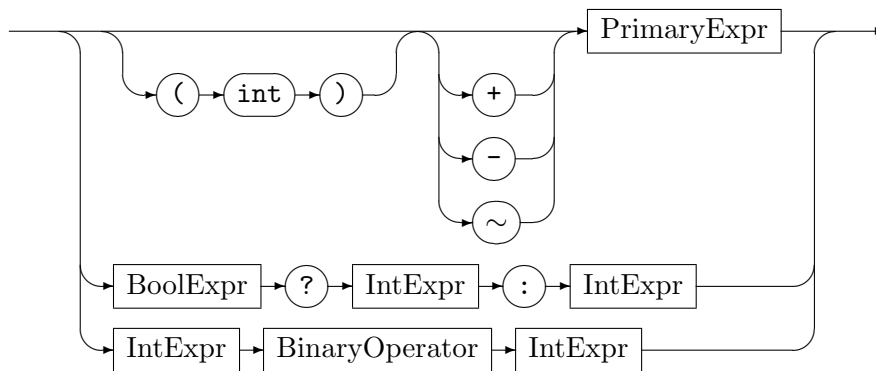 PrimaryExpr
( int )
+
-
~
BoolExpr ? IntExpr : IntExpr
IntExpr BinaryOperator IntExpr